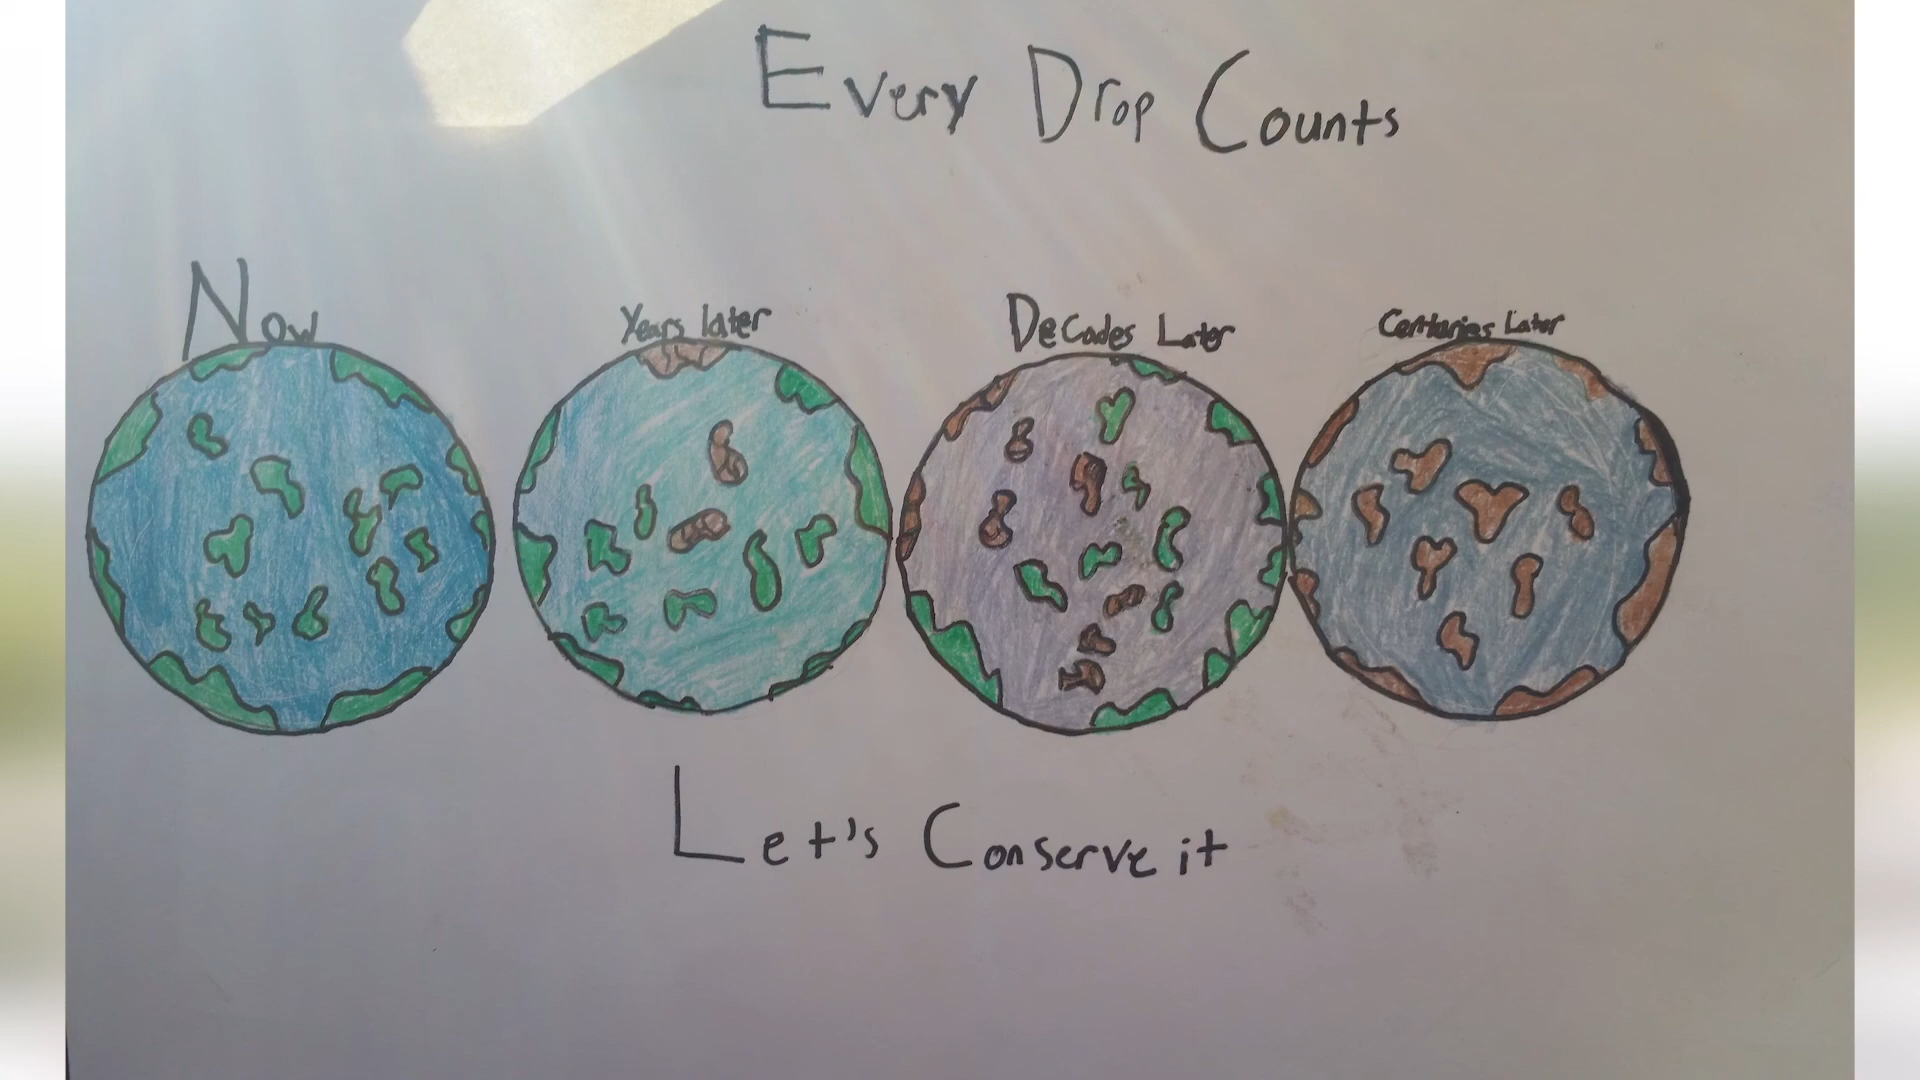 Every Drop Counts
Now
Years later
Decades Later
Centuries Later
Let's Conserve it